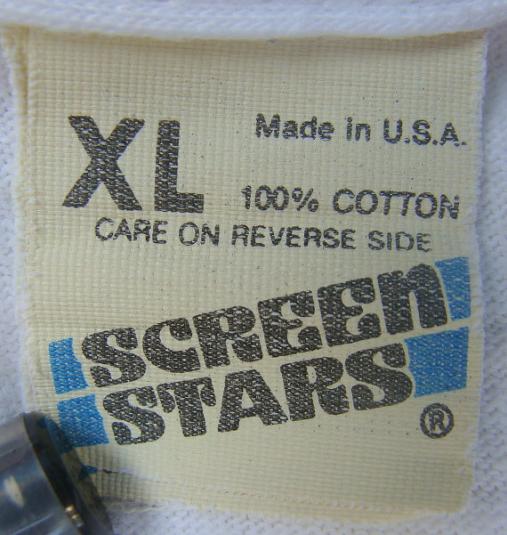 XL
Made in U.S.A.
100% COTTON
CARE ON REVERSE SIDE
SCREEN
STARS
®